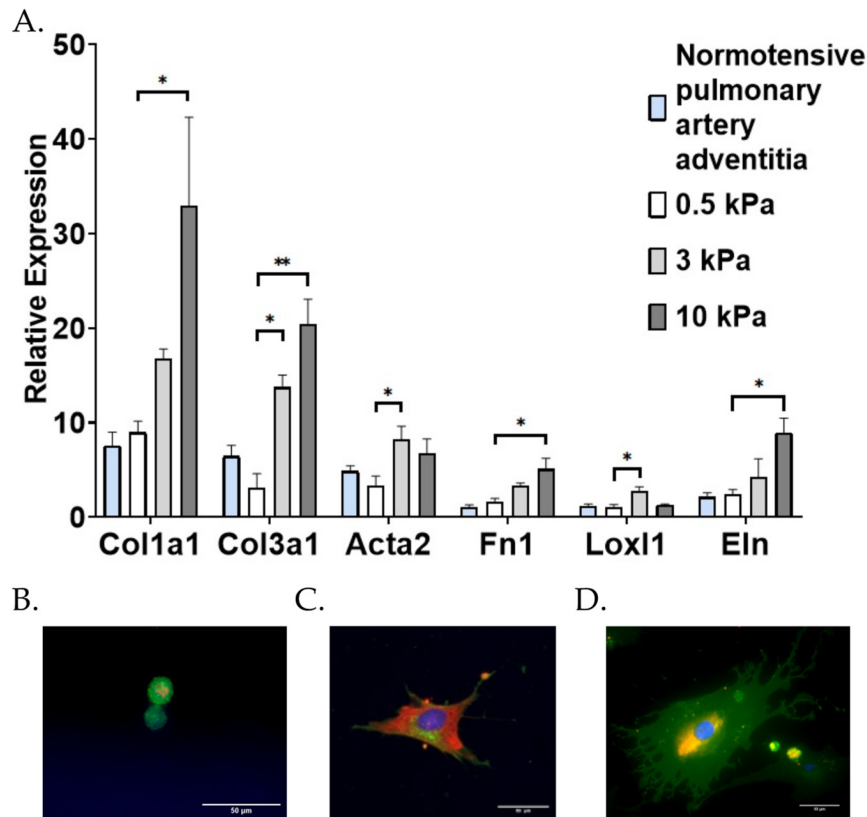 A.
50
40
30
20
10
0
Relative Expression
*
*
**
*
*
*
*
Normotensive
pulmonary
artery
adventitia
0.5 kPa
3 kPa
10 kPa
Col1a1 Col3a1 Acta2 Fn1 Loxl1 Eln
B. C. D.
50 μm